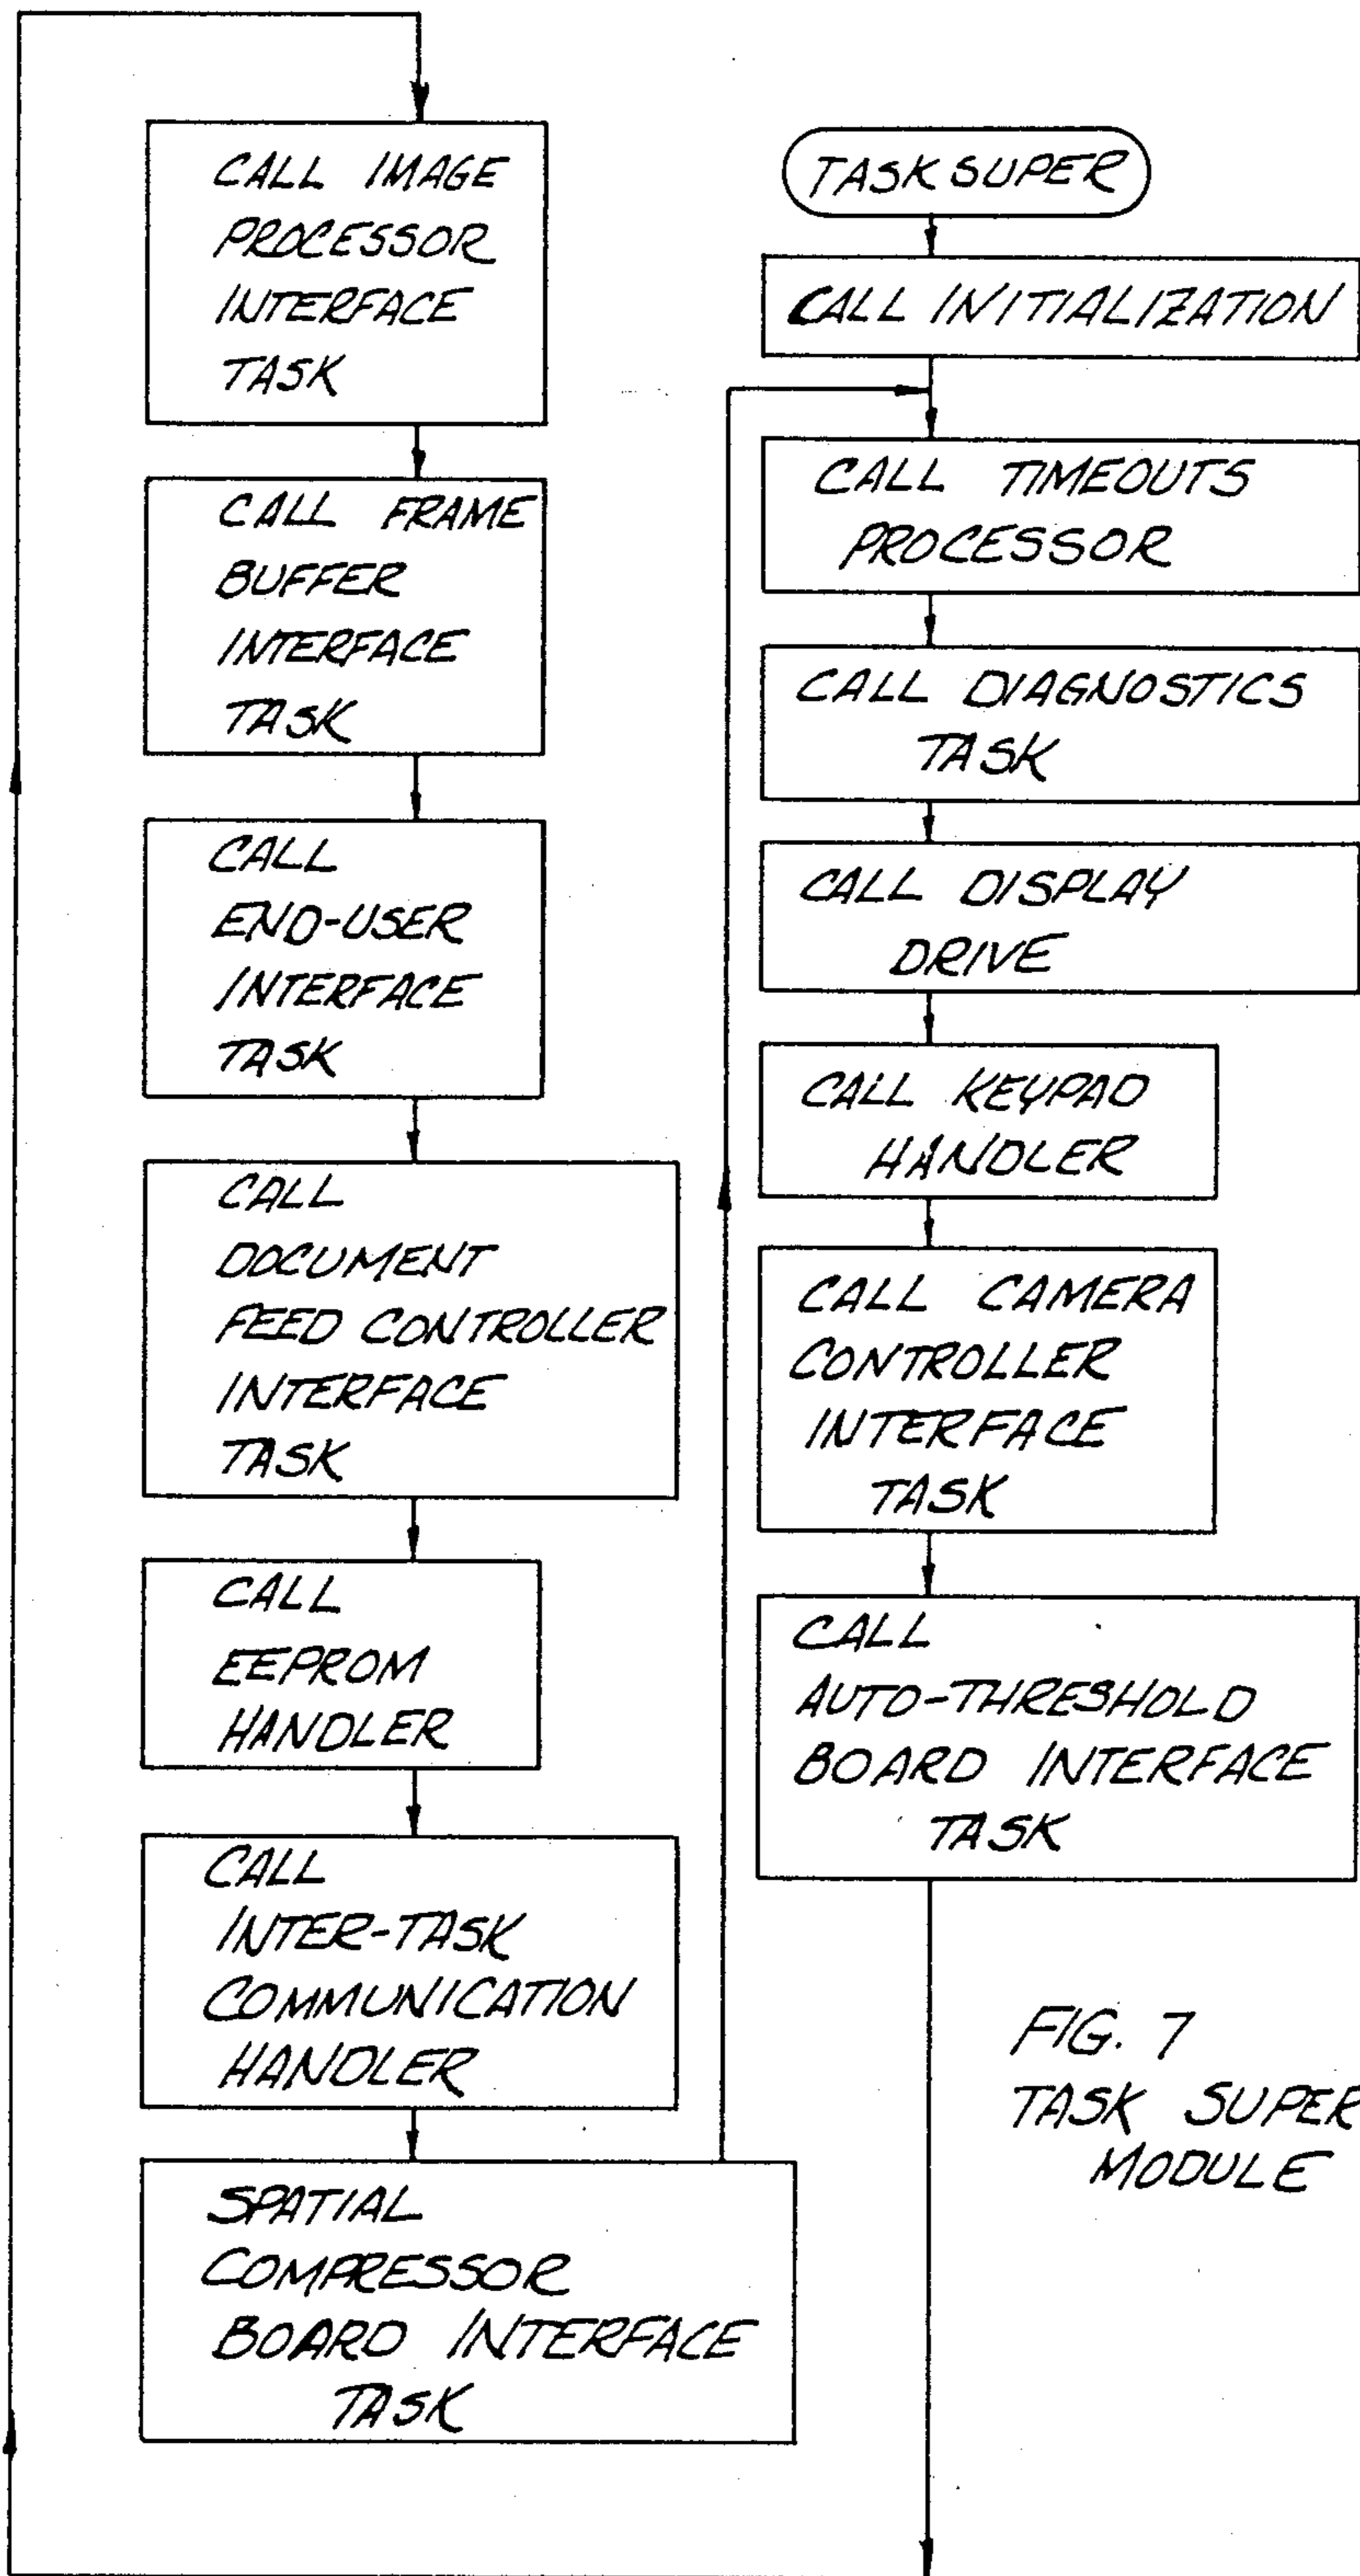 CALL IMAGE
PROCESSOR
INTERFACE
TASK
CALL FRAME
BUFFER
INTERFACE
TASK
CALL
END-USER
INTERFACE
TASK
CALL
DOCUMENT
FEED CONTROLLER
INTERFACE
TASK
CALL
EEPROM
HANDLER
CALL
INTER-TASK
COMMUNICATION
HANDLER
SPATIAL
COMPRESSOR
BOARD INTERFACE
TASK
TASK SUPER
CALL INITIALIZATION
CALL TIMEOUTS
PROCESSOR
CALL DIAGNOSTICS
TASK
CALL DISPLAY
DRIVE
CALL KEYPAD
HANDLER
CALL CAMERA
CONTROLLER
INTERFACE
TASK
CALL
AUTO-THRESHOLD
BOARD INTERFACE
TASK
FIG. 7
TASK SUPER
MODULE